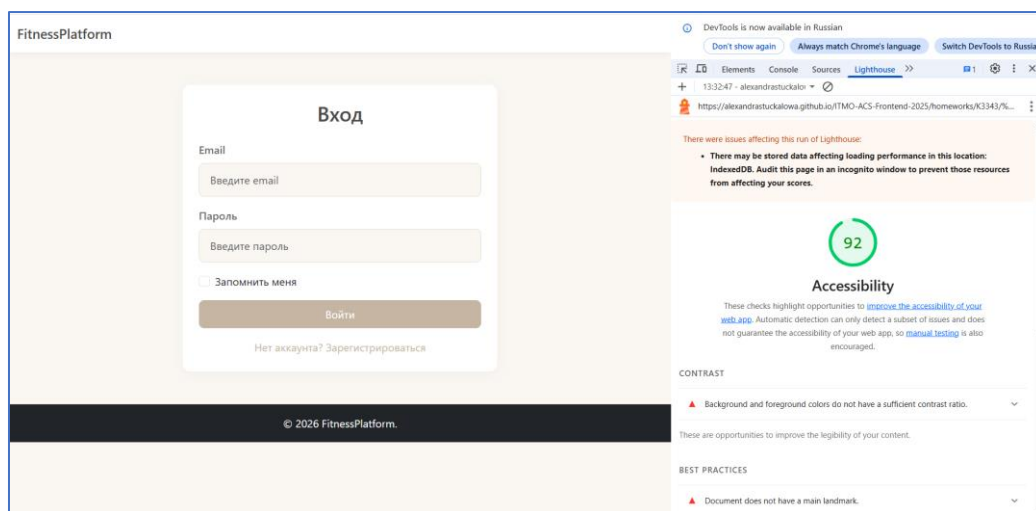 FitnessPlatform
Вход
Email
Введите email
Пароль
Введите пароль
Запомнить меня
Войти
Нет аккаунта? Зарегистрироваться
© 2026 FitnessPlatform.
DevTools is now available in Russian
Don't show again Always match Chrome's language Switch DevTools to Russia
Elements Console Sources Lighthouse 1
13:32:47 - alexandrastuckalo
https://alexandrastuckalowa.github.io/ITMO-ACS-Frontend-2025/homeworks/K3343/%...
There were issues affecting this run of Lighthouse:
There may be stored data affecting loading performance in this location:
IndexedDB. Audit this page in an incognito window to prevent those resources
from affecting your scores.
92
Accessibility
These checks highlight opportunities to improve the accessibility of your
web app. Automatic detection can only detect a subset of issues and does
not guarantee the accessibility of your web app, so manual testing is also
encouraged.
CONTRAST
Background and foreground colors do not have a sufficient contrast ratio.
These are opportunities to improve the legibility of your content.
BEST PRACTICES
Document does not have a main landmark.